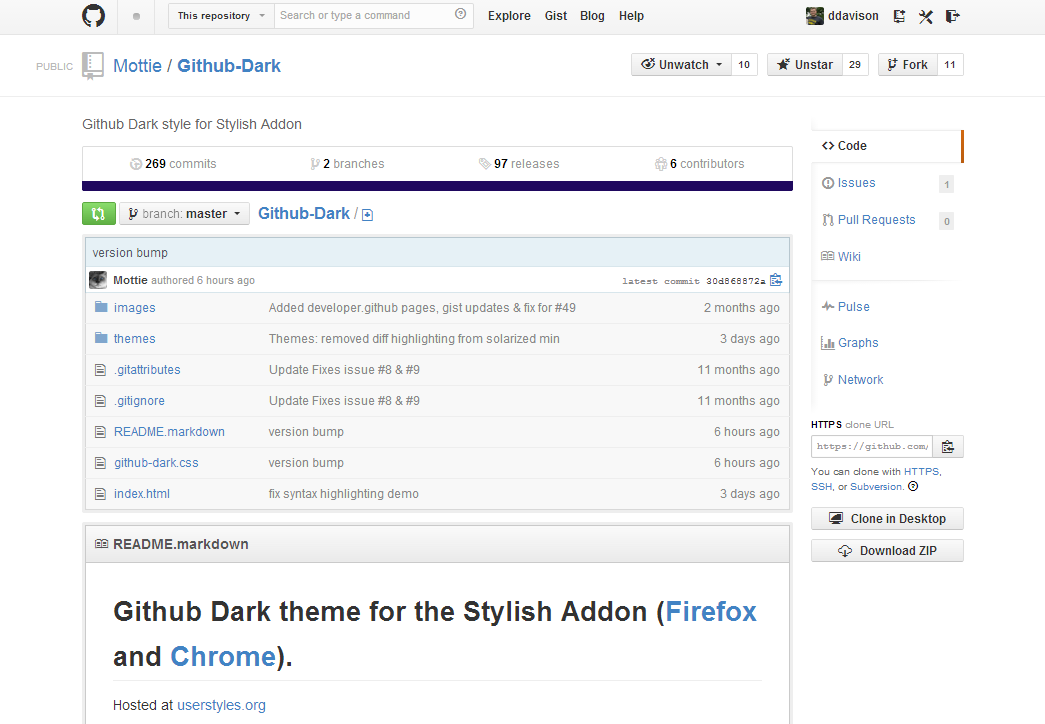 This repository Search or type a command Explore Gist Blog Help ddavison
PUBLIC Mottie / Github-Dark Unwatch 10 Unstar 29 Fork 11
Github Dark style for Stylish Addon
269 commits 2 branches 97 releases 6 contributors
branch: master Github-Dark /
version bump
Mottie authored 6 hours ago latest commit 30d868872a
images Added developer.github pages, gist updates & fix for #49 2 months ago
themes Themes: removed diff highlighting from solarized min 3 days ago
.gitattributes Update Fixes issue #8 & #9 11 months ago
.gitignore Update Fixes issue #8 & #9 11 months ago
README.markdown version bump 6 hours ago
github-dark.css version bump 6 hours ago
index.html fix syntax highlighting demo 3 days ago
README.markdown
Github Dark theme for the Stylish Addon (Firefox
and Chrome).
Hosted at userstyles.org
Code
Issues 1
Pull Requests 0
Wiki
Pulse
Graphs
Network
HTTPS clone URL
https://github.com/
You can clone with HTTPS,
SSH, or Subversion.
Clone in Desktop
Download ZIP